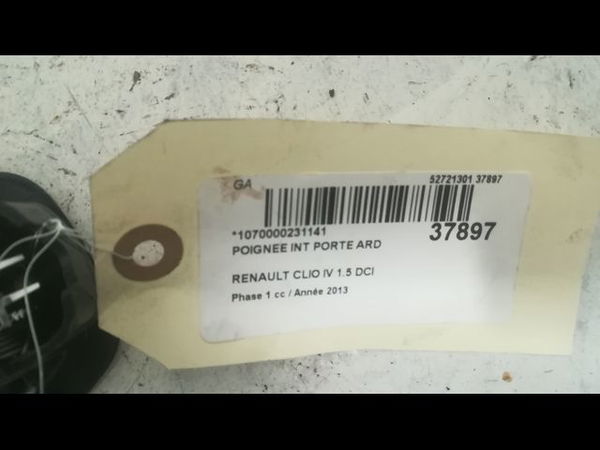 GA 52721301 37897
*1070000231141 37897
POIGNEE INT PORTE ARD
RENAULT CLIO IV 1.5 DCI
Phase 1 cc / Année 2013